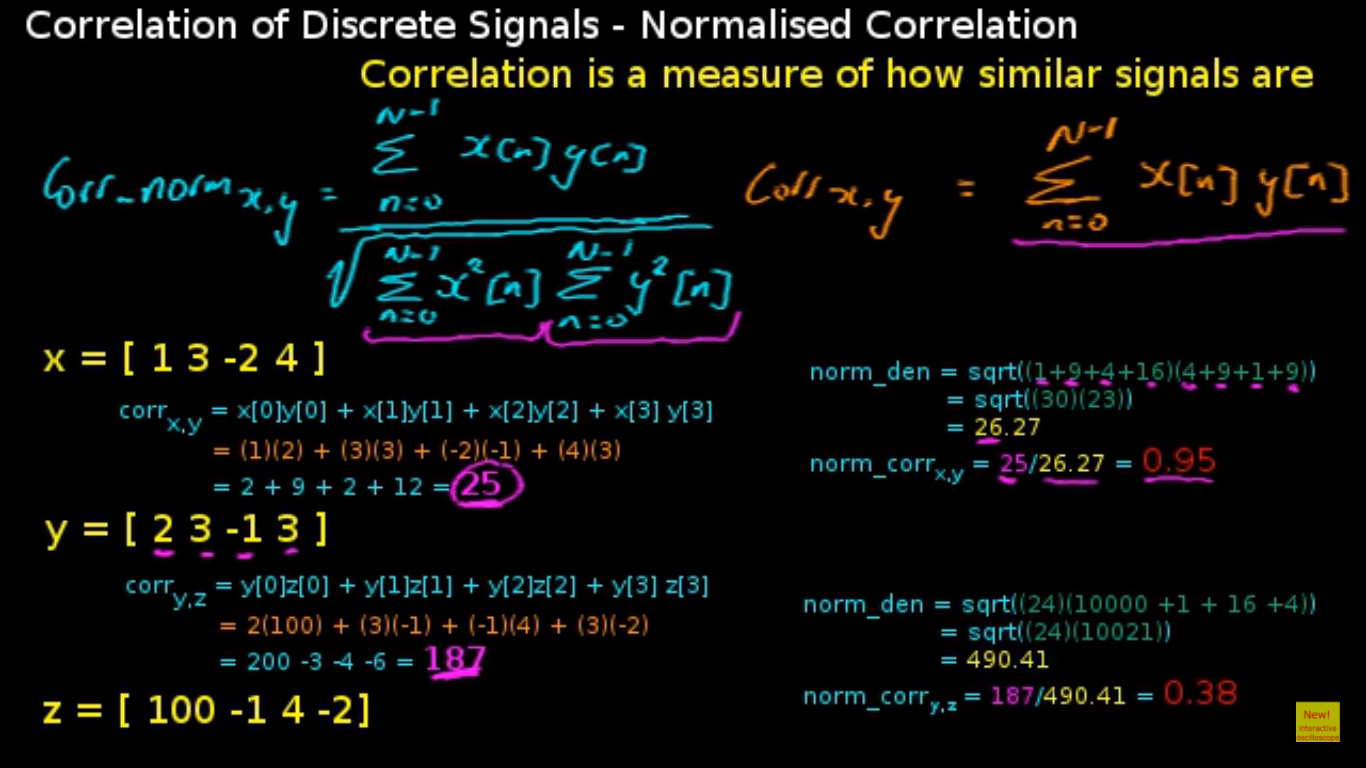 Correlation of Discrete Signals - Normalised Correlation
Correlation is a measure of how similar signals are
Corr_norm x,y = N-1 Σ n=0 x[n] y[n]
√ N-1 Σ n=0 x²[n] N-1 Σ n=0 y²[n]
Corr x,y = N-1 Σ n=0 x[n] y[n]
x = [ 1 3 -2 4 ]
corr x,y = x[0]y[0] + x[1]y[1] + x[2]y[2] + x[3] y[3]
= (1)(2) + (3)(3) + (-2)(-1) + (4)(3)
= 2 + 9 + 2 + 12 = 25
norm_den = sqrt((1+9+4+16)(4+9+1+9))
= sqrt((30)(23))
= 26.27
norm_corr x,y = 25/26.27 = 0.95
y = [ 2 3 -1 3 ]
corr y,z = y[0]z[0] + y[1]z[1] + y[2]z[2] + y[3] z[3]
= 2(100) + (3)(-1) + (-1)(4) + (3)(-2)
= 200 -3 -4 -6 = 187
norm_den = sqrt((24)(10000 +1 + 16 +4))
= sqrt((24)(10021))
= 490.41
norm_corr y,z = 187/490.41 = 0.38
z = [ 100 -1 4 -2]
New!
interactive
oscilloscope